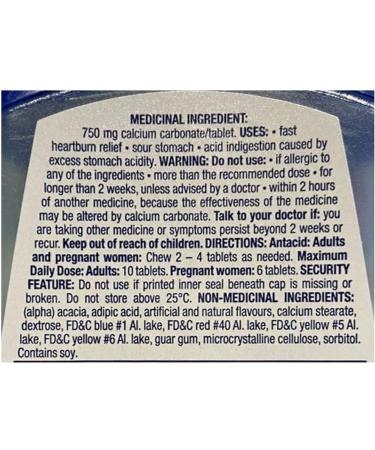 MEDICINAL INGREDIENT:
750 mg calcium carbonate/tablet. USES: • fast
heartburn relief • sour stomach • acid indigestion caused by
excess stomach acidity. WARNING: Do not use: • if allergic to
any of the ingredients • more than the recommended dose • for
longer than 2 weeks, unless advised by a doctor • within 2 hours
of another medicine, because the effectiveness of the medicine
may be altered by calcium carbonate. Talk to your doctor if: you
are taking other medicine or symptoms persist beyond 2 weeks or
recur. Keep out of reach of children. DIRECTIONS: Antacid: Adults
and pregnant women: Chew 2 – 4 tablets as needed. Maximum
Daily Dose: Adults: 10 tablets. Pregnant women: 6 tablets. SECURITY
FEATURE: Do not use if printed inner seal beneath cap is missing or
broken. Do not store above 25°C. NON-MEDICINAL INGREDIENTS:
(alpha) acacia, adipic acid, artificial and natural flavours, calcium stearate,
dextrose, FD&C blue #1 Al. lake, FD&C red #40 Al. lake, FD&C yellow #5 Al.
lake, FD&C yellow #6 Al. lake, guar gum, microcrystalline cellulose, sorbitol.
Contains soy.